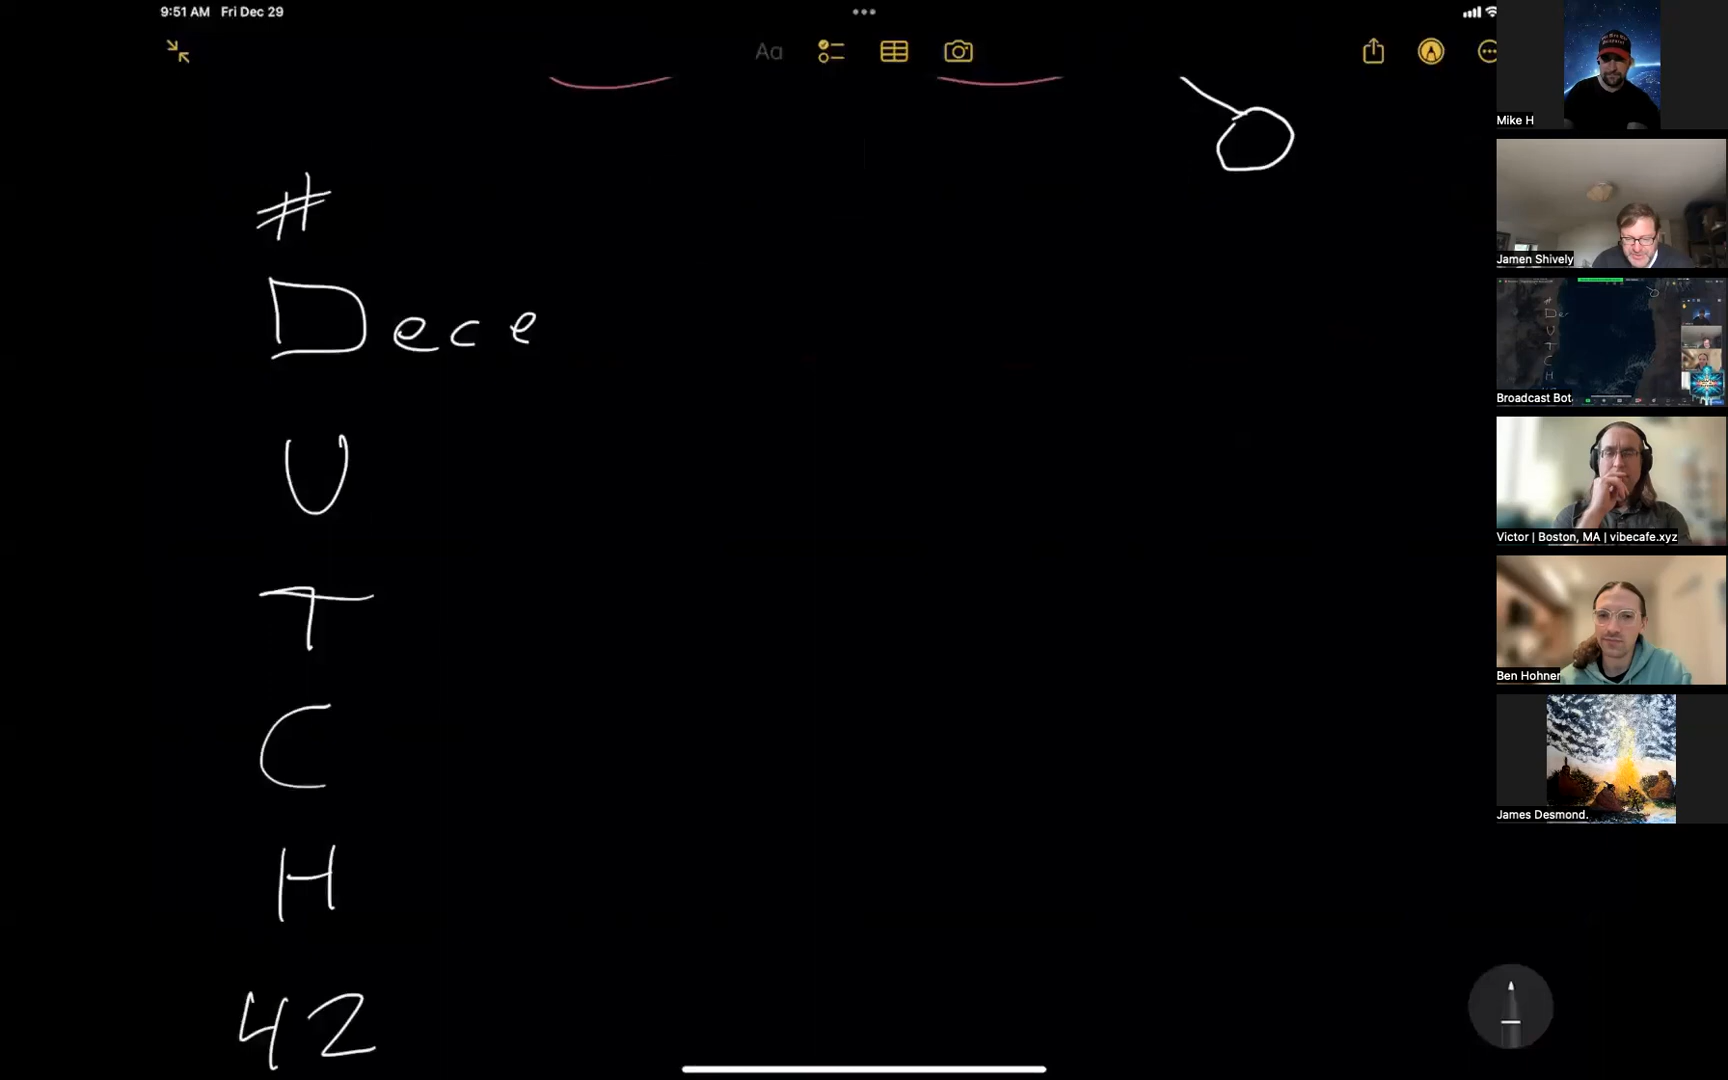 9:51 AM Fri Dec 29
Aa
Mike H
#
Dece
Jamen Shively
U
Broadcast Bot
T
Victor | Boston, MA | vibecafe.xyz
C
Ben Hohner
H
James Desmond.
42